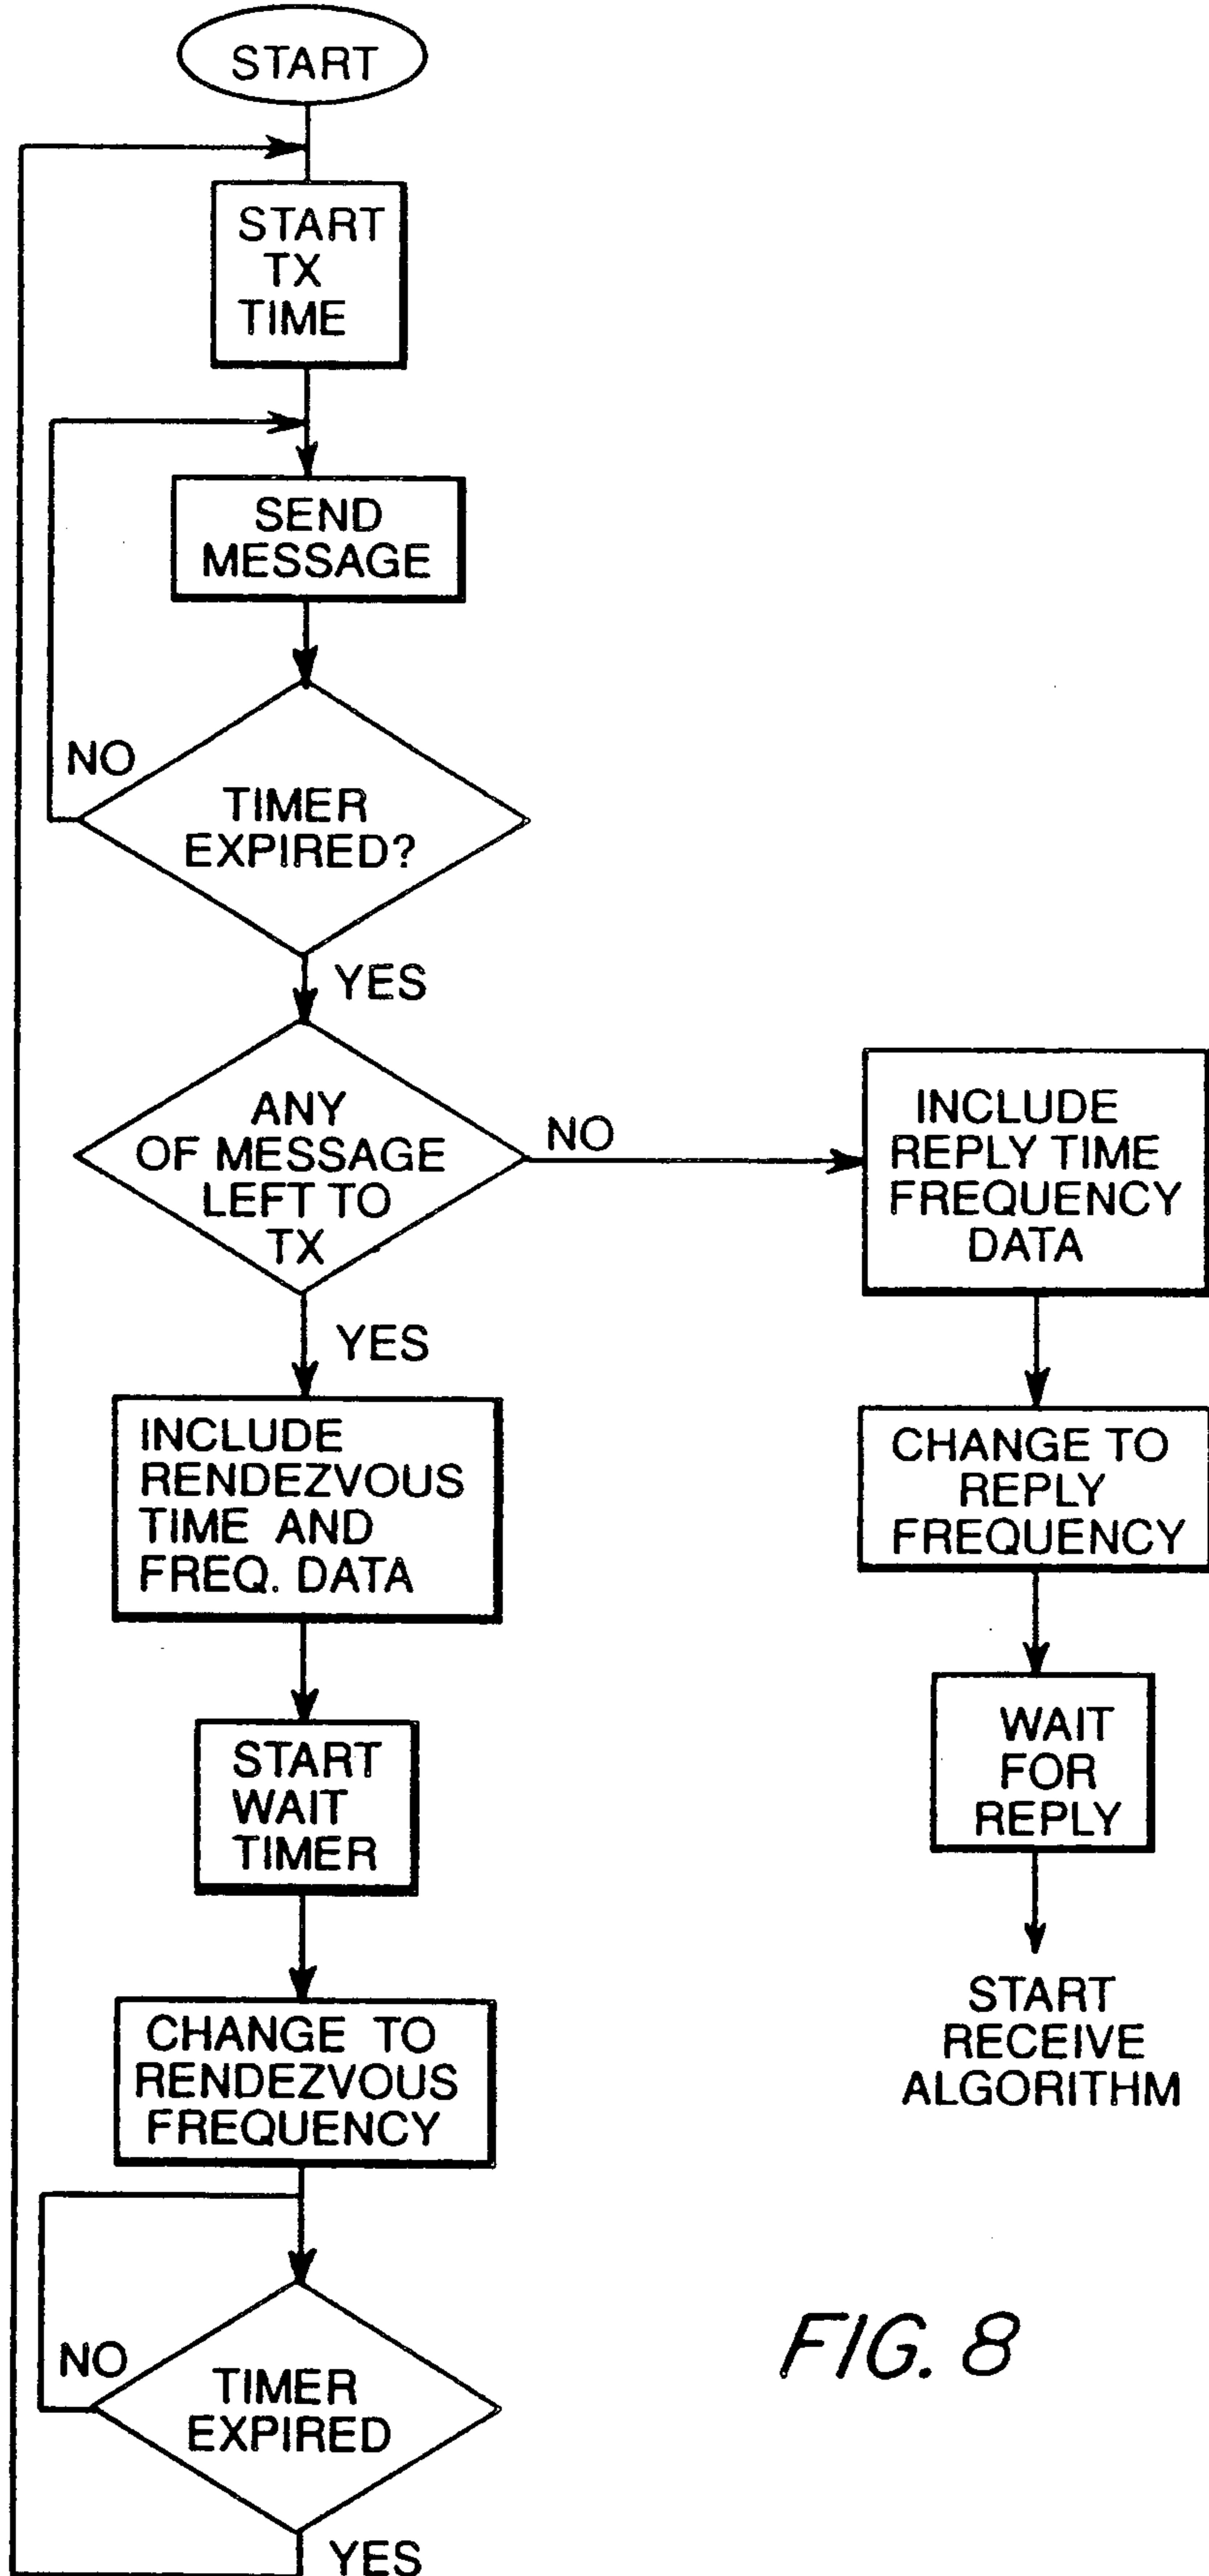 START
START
TX
TIME
SEND
MESSAGE
NO
TIMER
EXPIRED?
YES
ANY
OF MESSAGE
LEFT TO
TX
NO
INCLUDE
REPLY TIME
FREQUENCY
DATA
YES
INCLUDE
RENDEZVOUS
TIME AND
FREQ. DATA
CHANGE TO
REPLY
FREQUENCY
START
WAIT
TIMER
WAIT
FOR
REPLY
CHANGE TO
RENDEZVOUS
FREQUENCY
START
RECEIVE
ALGORITHM
NO
TIMER
EXPIRED
YES
FIG. 8